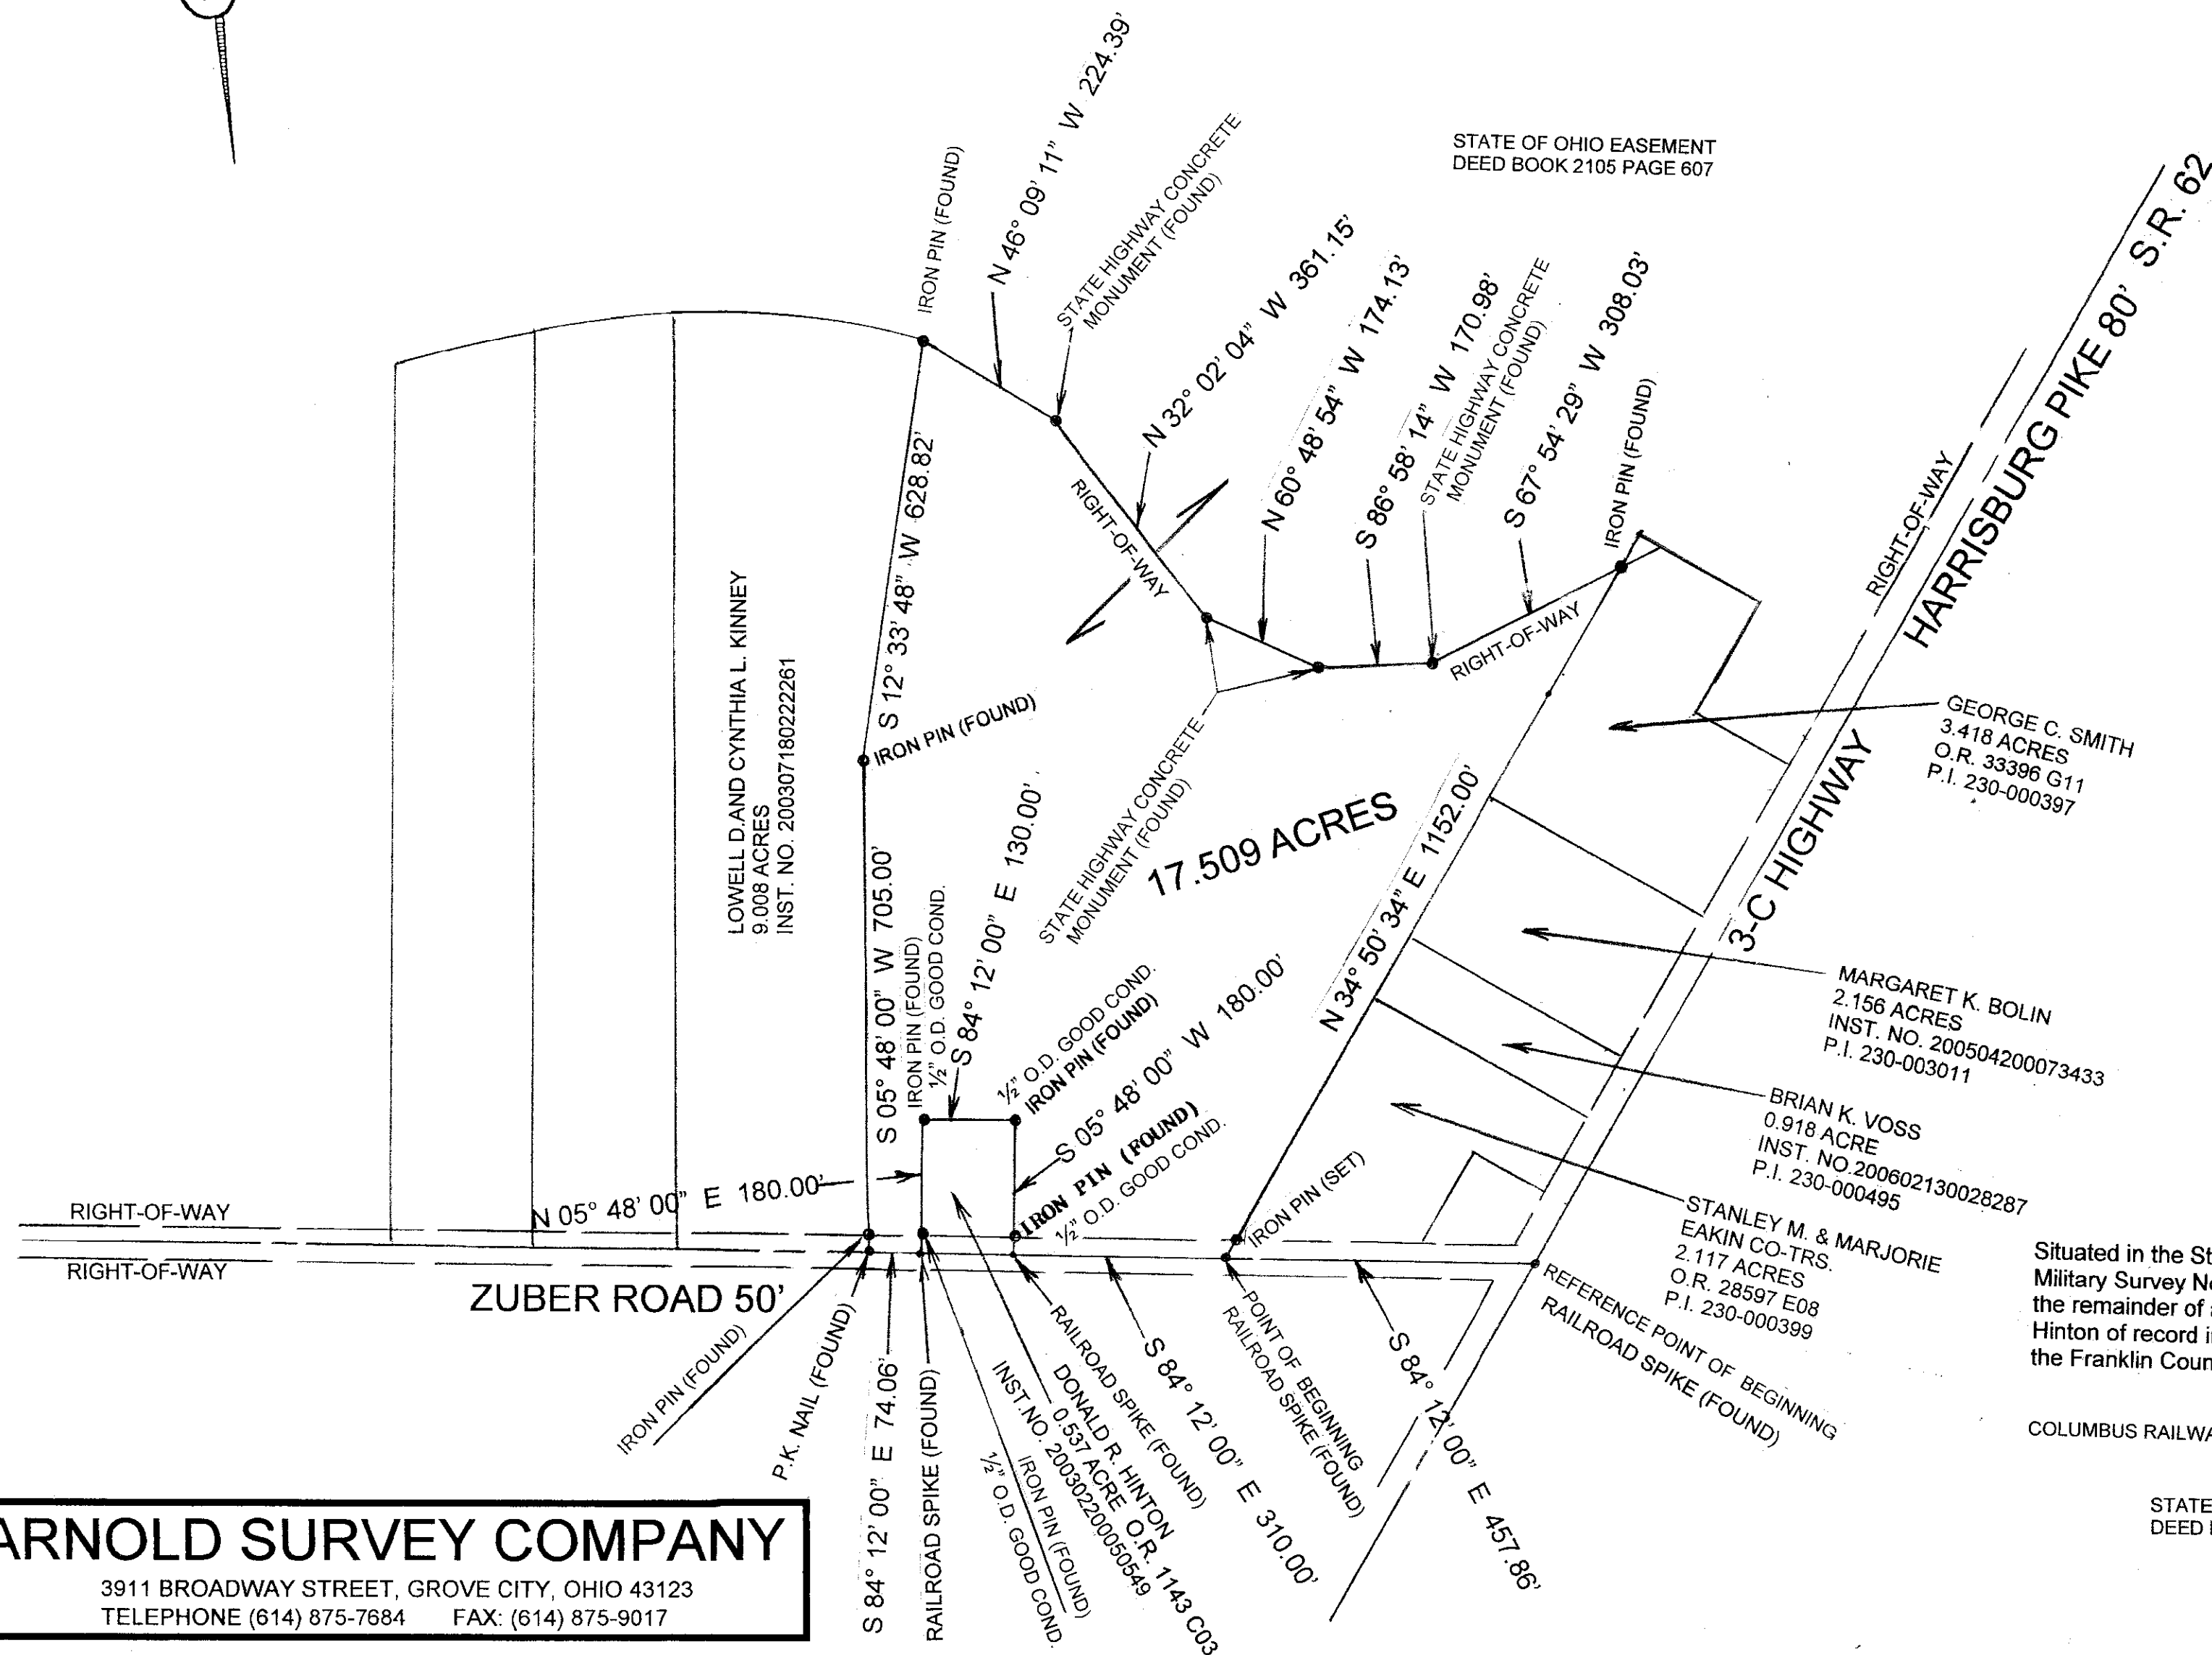 N 46° 09' 11" W 224.39'
IRON PIN (FOUND)
STATE HIGHWAY CONCRETE
MONUMENT (FOUND)
STATE OF OHIO EASEMENT
DEED BOOK 2105 PAGE 607
N 32° 02' 04" W 361.15'
N 60° 48' 54" W 174.13'
S 86° 58' 14" W 170.98'
STATE HIGHWAY CONCRETE
MONUMENT (FOUND)
S 67° 54' 29" W 308.03'
IRON PIN (FOUND)
RIGHT-OF-WAY
HARRISBURG PIKE 80' S.R. 62
3-C HIGHWAY
RIGHT-OF-WAY
RIGHT-OF-WAY
S 12° 33' 48" W 628.82'
IRON PIN (FOUND)
LOWELL D.AND CYNTHIA L. KINNEY
9.008 ACRES
INST. NO. 200307180222261
STATE HIGHWAY CONCRETE
MONUMENT (FOUND)
17.509 ACRES
N 34° 50' 34" E 1152.00'
GEORGE C. SMITH
3.418 ACRES
O.R. 33396 G11
P.I. 230-000397
MARGARET K. BOLIN
2.156 ACRES
INST. NO. 200504200073433
P.I. 230-003011
BRIAN K. VOSS
0.918 ACRE
INST. NO.200602130028287
P.I. 230-000495
STANLEY M. & MARJORIE
EAKIN CO-TRS.
2.117 ACRES
O.R. 28597 E08
P.I. 230-000399
S 05° 48' 00" W 705.00'
IRON PIN (FOUND)
½" O.D. GOOD COND.
S 84° 12' 00" E 130.00'
½" O.D. GOOD COND.
IRON PIN (FOUND)
S 05° 48' 00" W 180.00'
IRON PIN (FOUND)
½" O.D. GOOD COND.
IRON PIN (SET)
N 05° 48' 00" E 180.00'
RIGHT-OF-WAY
RIGHT-OF-WAY
ZUBER ROAD 50'
IRON PIN (FOUND)
P.K. NAIL (FOUND)
S 84° 12' 00" E 74.06'
RAILROAD SPIKE (FOUND)
IRON PIN (FOUND)
½" O.D. GOOD COND.
DONALD R. HINTON
0.537 ACRE O.R. 1143 C03
INST.NO. 200302200050549
RAILROAD SPIKE (FOUND)
S 84° 12' 00" E 310.00'
POINT OF BEGINNING
RAILROAD SPIKE (FOUND)
S 84° 12' 00" E 457.86'
REFERENCE POINT OF BEGINNING
RAILROAD SPIKE (FOUND)
Situated in the St
Military Survey N
the remainder of
Hinton of record i
the Franklin Coun
COLUMBUS RAILWA
STATE
DEED
ARNOLD SURVEY COMPANY
3911 BROADWAY STREET, GROVE CITY, OHIO 43123
TELEPHONE (614) 875-7684 FAX: (614) 875-9017